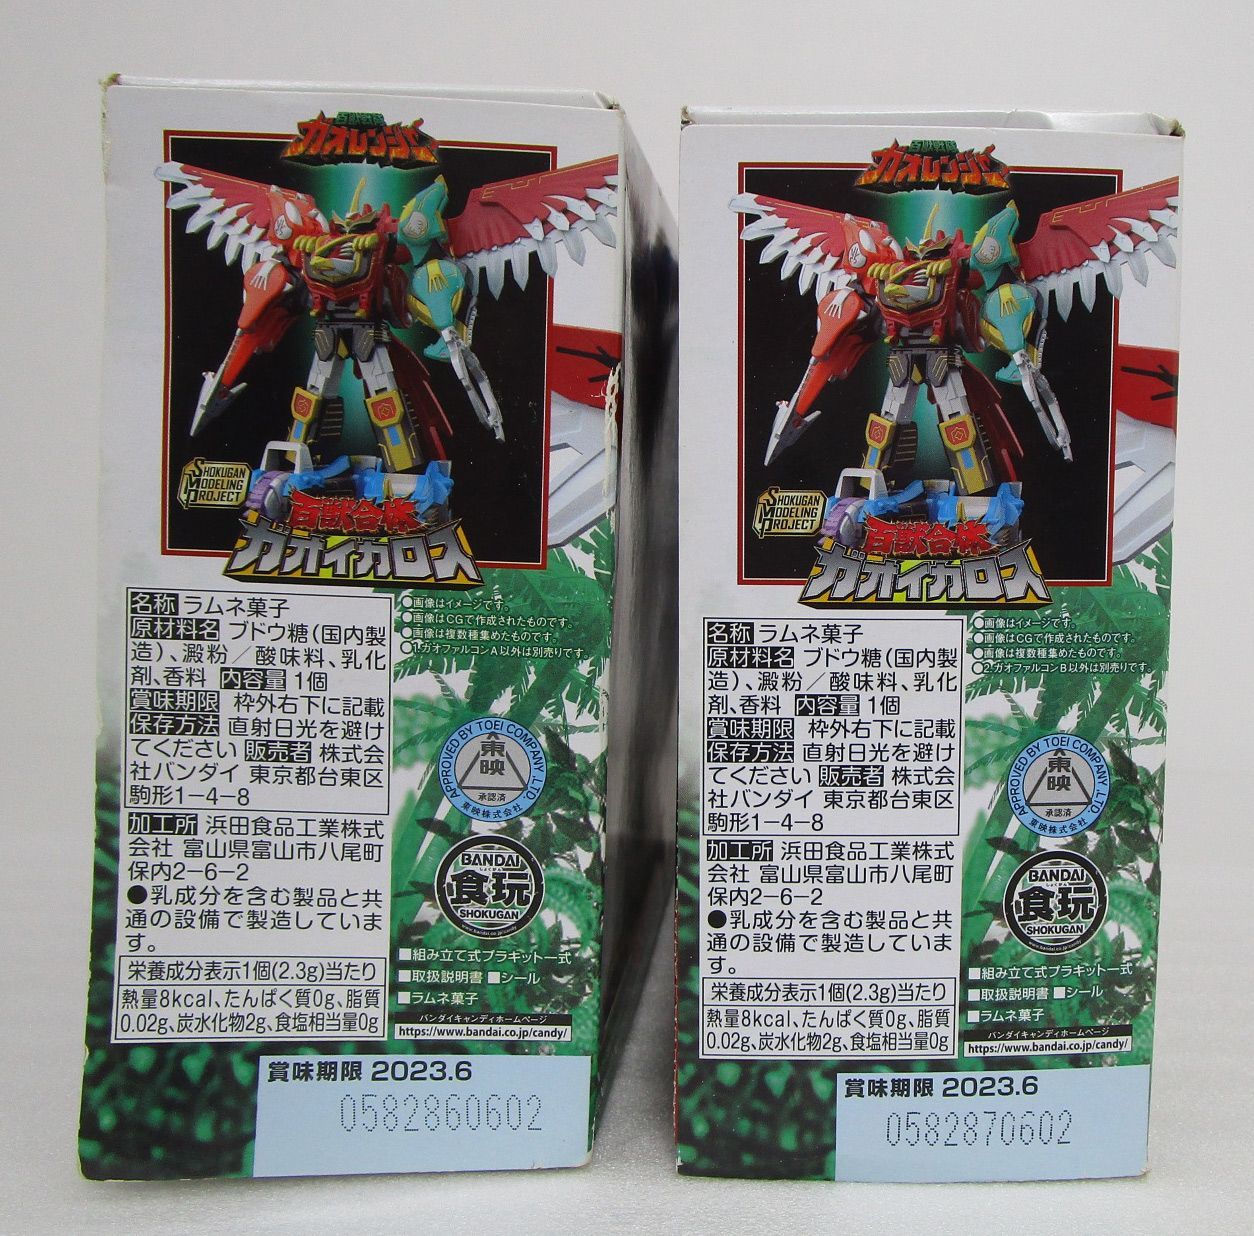 百獣戦隊
ガオレンジャー
SHOKUGAN
MODELING
PROJECT
百獣合体
ガオイカロス
名称 ラムネ菓子
原材料名 ブドウ糖(国内製
造)、澱粉/酸味料、乳化
剤、香料 内容量 1個
賞味期限 枠外右下に記載
保存方法 直射日光を避け
てください 販売者 株式会
社バンダイ 東京都台東区
駒形1-4-8
加工所 浜田食品工業株式
会社 富山県富山市八尾町
保内2-6-2
●乳成分を含む製品と共
通の設備で製造していま
す。
栄養成分表示1個(2.3g)当たり
熱量8kcal、たんぱく質0g、脂質
0.02g、炭水化物2g、食塩相当量0g
●画像はイメージです。
●画像はCGで作成されたものです。
●画像は複数種集めたものです。
●1.ガオファルコンA以外は別売りです。
APPROVED BY TOEI COMPANY, LTD.
東映
承認済
東映株式会社
BANDAI
しょくがん
食玩
SHOKUGAN
www.bandai.co.jp/candy
■組み立て式プラキット一式
■取扱説明書 ■シール
■ラムネ菓子
バンダイキャンディホームページ
https://www.bandai.co.jp/candy/
賞味期限 2023.6
0582860602
百獣戦隊
ガオレンジャー
SHOKUGAN
MODELING
PROJECT
百獣合体
ガオイカロス
名称 ラムネ菓子
原材料名 ブドウ糖(国内製
造)、澱粉/酸味料、乳化
剤、香料 内容量 1個
賞味期限 枠外右下に記載
保存方法 直射日光を避け
てください 販売者 株式会
社バンダイ 東京都台東区
駒形1-4-8
加工所 浜田食品工業株式
会社 富山県富山市八尾町
保内2-6-2
●乳成分を含む製品と共
通の設備で製造していま
す。
栄養成分表示1個(2.3g)当たり
熱量8kcal、たんぱく質0g、脂質
0.02g、炭水化物2g、食塩相当量0g
●画像はイメージです。
●画像はCGで作成されたものです。
●画像は複数種集めたものです。
●2.ガオファルコンB以外は別売りです。
APPROVED BY TOEI COMPANY, LTD.
東映
承認済
東映株式会社
BANDAI
しょくがん
食玩
SHOKUGAN
www.bandai.co.jp/candy
■組み立て式プラキット一式
■取扱説明書 ■シール
■ラムネ菓子
バンダイキャンディホームページ
https://www.bandai.co.jp/candy/
賞味期限 2023.6
0582870602